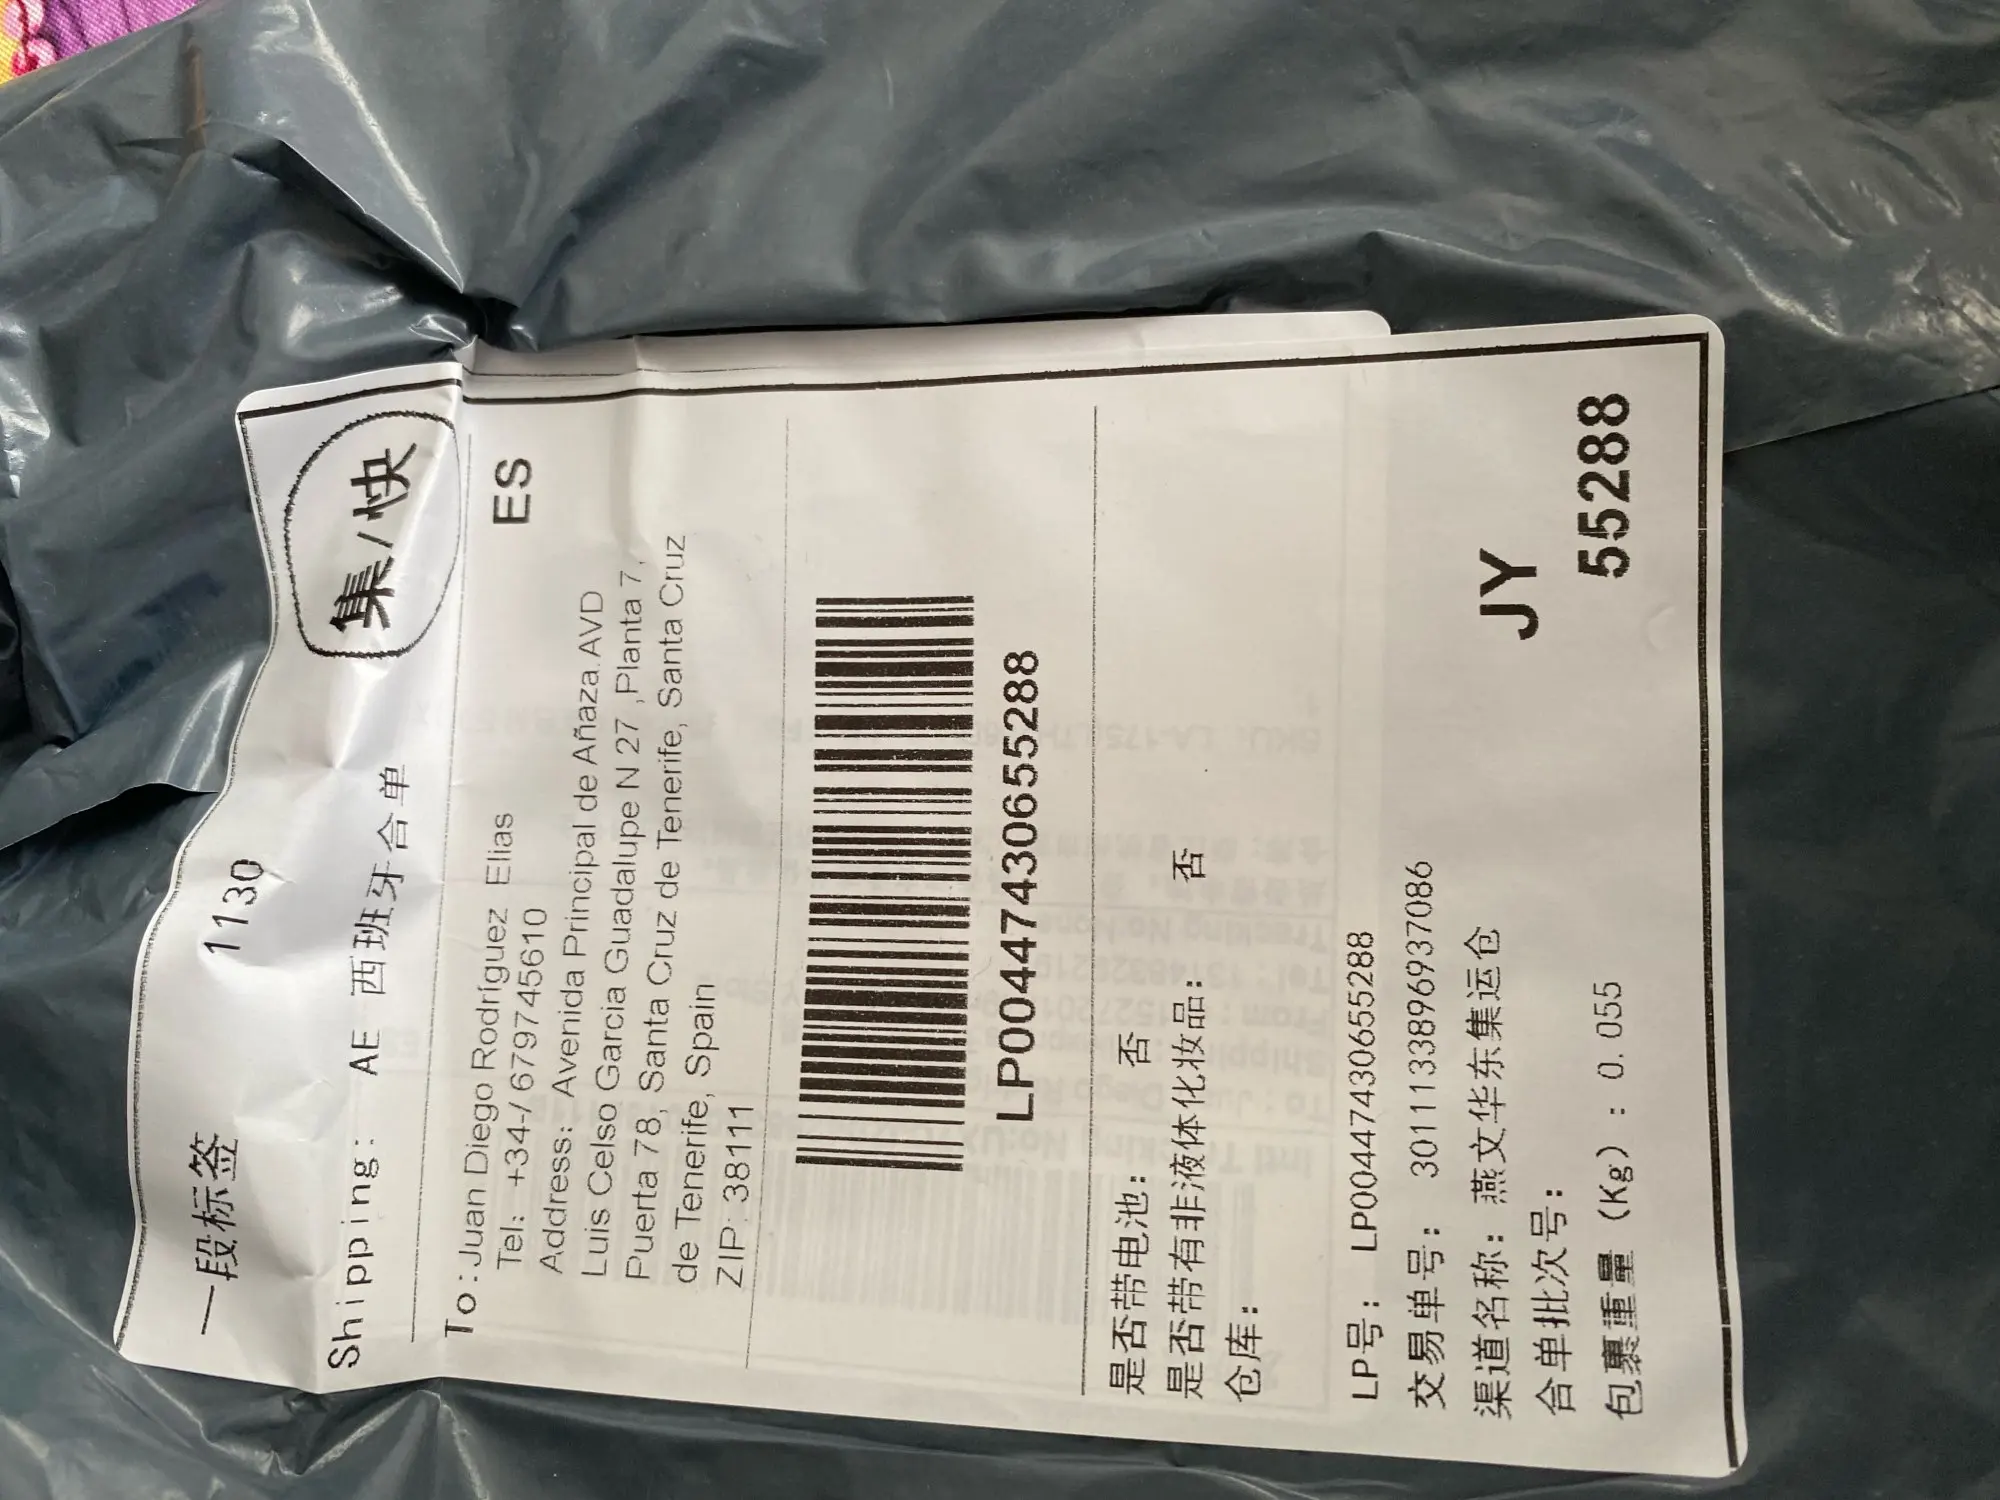 一段标签 1130
Shipping: AE 西班牙合单 集/快
To:Juan Diego Rodríguez Elias ES
Tel: +34-/ 679745610
Address: Avenida Principal de Añaza.AVD
Luis Celso Garcia Guadalupe N 27 ,Planta 7,
Puerta 78, Santa Cruz de Tenerife, Santa Cruz
de Tenerife, Spain
ZIP: 38111
LP00447430655288
是否带电池: 否
是否带有非液体化妆品: 否
仓库:
LP号: LP00447430655288
交易单号: 3011133896937086
渠道名称: 燕文华东集运仓
JY
合单批次号:
包裹重量 (Kg) : 0.055
55288